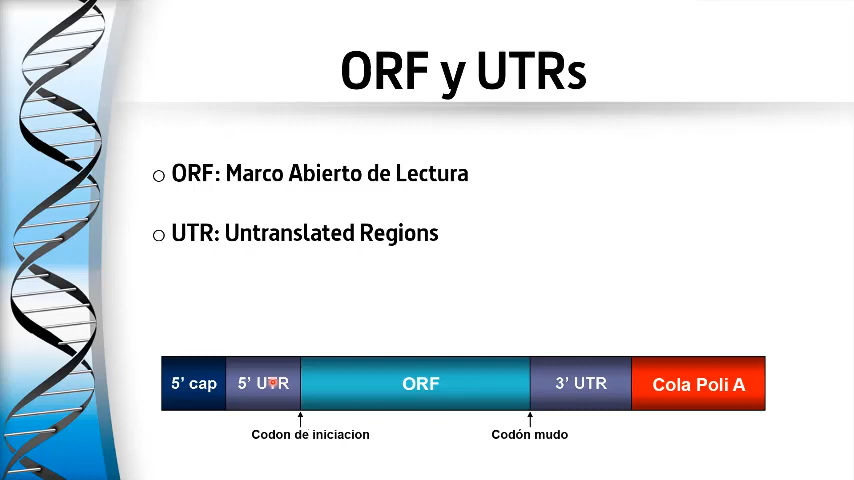 ORF y UTRs
ORF: Marco Abierto de Lectura
UTR: Untranslated Regions
5' cap
5' UTR
ORF
3' UTR
Cola Poli A
Codon de iniciacion
Codón mudo